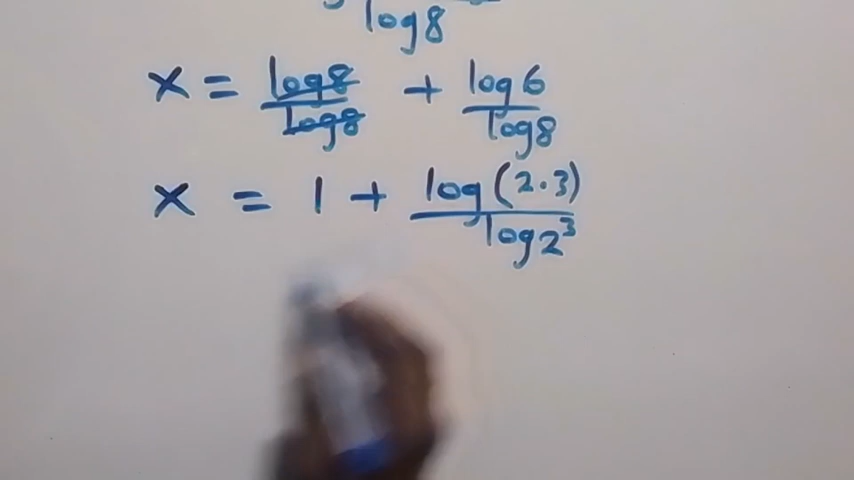 log8
x = log8/log8 + log6/log8
x = 1 + log(2·3)/log2³